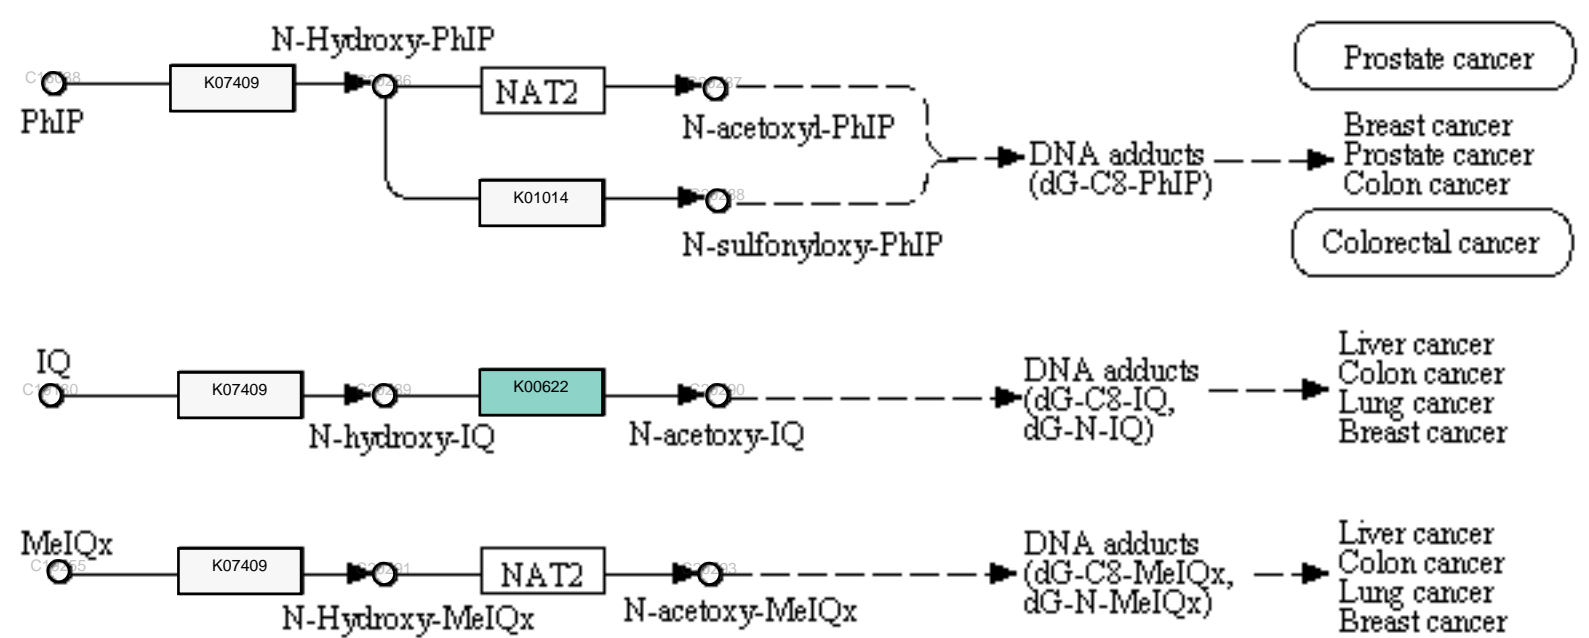 N-Hydroxy-PhIP
K07409
NAT2
PhIP
N-acetoxyl-PhIP
K01014
N-sulfonyloxy-PhIP
DNA adducts
(dG-C8-PhIP)
Prostate cancer
Breast cancer
Prostate cancer
Colon cancer
Colorectal cancer
IQ
K07409
K00622
N-hydroxy-IQ
N-acetoxy-IQ
DNA adducts
(dG-C8-IQ,
dG-N-IQ)
Liver cancer
Colon cancer
Lung cancer
Breast cancer
MeIQx
K07409
NAT2
N-Hydroxy-MeIQx
N-acetoxy-MeIQx
DNA adducts
(dG-C8-MeIQx,
dG-N-MeIQx)
Liver cancer
Colon cancer
Lung cancer
Breast cancer